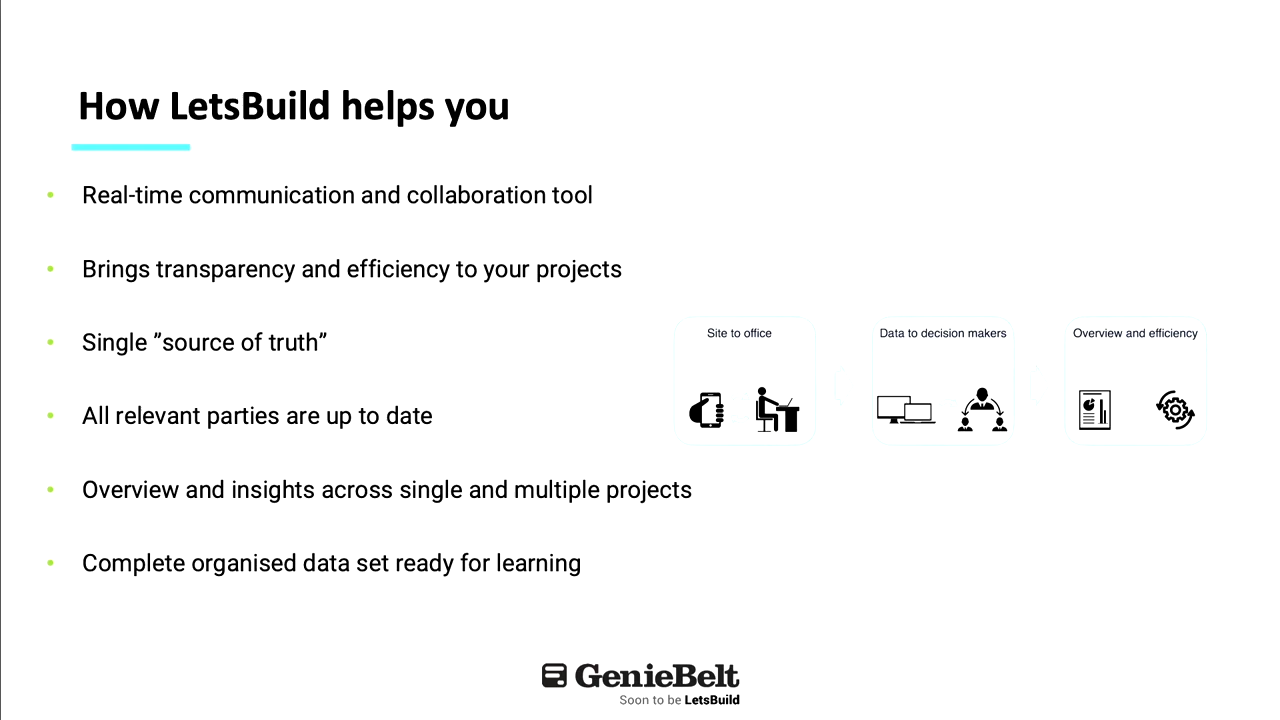 How LetsBuild helps you
• Real-time communication and collaboration tool
• Brings transparency and efficiency to your projects
• Single ”source of truth”
• All relevant parties are up to date
• Overview and insights across single and multiple projects
• Complete organised data set ready for learning
Site to office
Data to decision makers
Overview and efficiency
GenieBelt
Soon to be LetsBuild